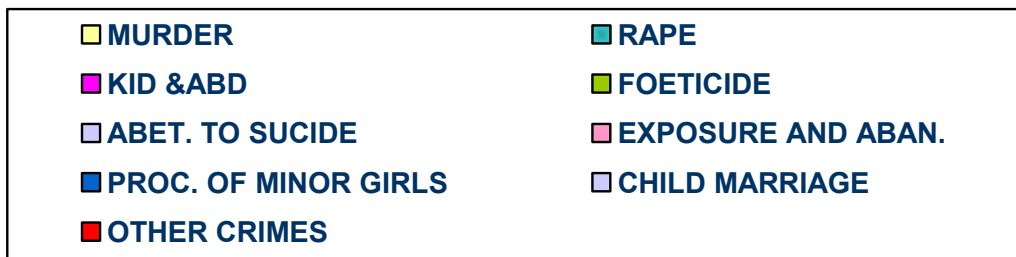 MURDER RAPE
KID &ABD FOETICIDE
ABET. TO SUCIDE EXPOSURE AND ABAN.
PROC. OF MINOR GIRLS CHILD MARRIAGE
OTHER CRIMES